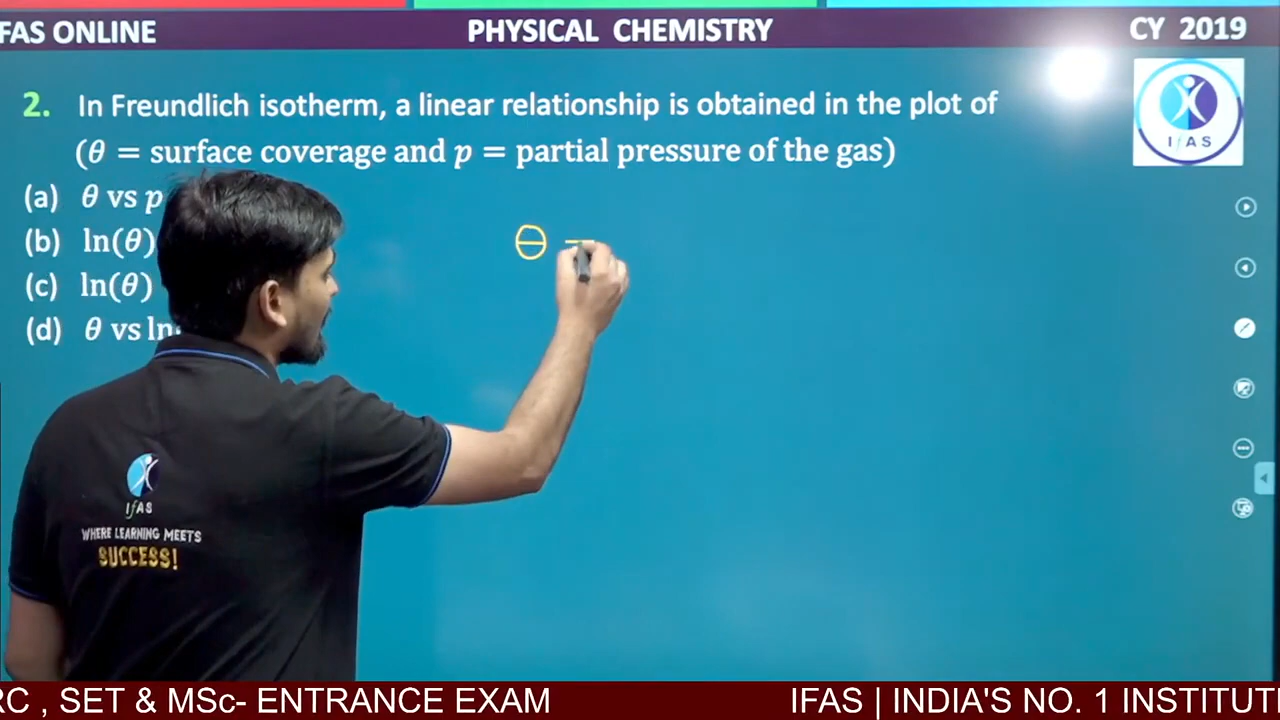 FAS ONLINE
PHYSICAL CHEMISTRY
CY 2019
2. In Freundlich isotherm, a linear relationship is obtained in the plot of
(θ = surface coverage and p = partial pressure of the gas)
IfAS
(a) θ vs p
(b) ln(θ)
(c) ln(θ)
(d) θ vs ln
θ =
IfAS
WHERE LEARNING MEETS
SUCCESS!
RC , SET & MSc- ENTRANCE EXAM
IFAS | INDIA'S NO. 1 INSTITUT